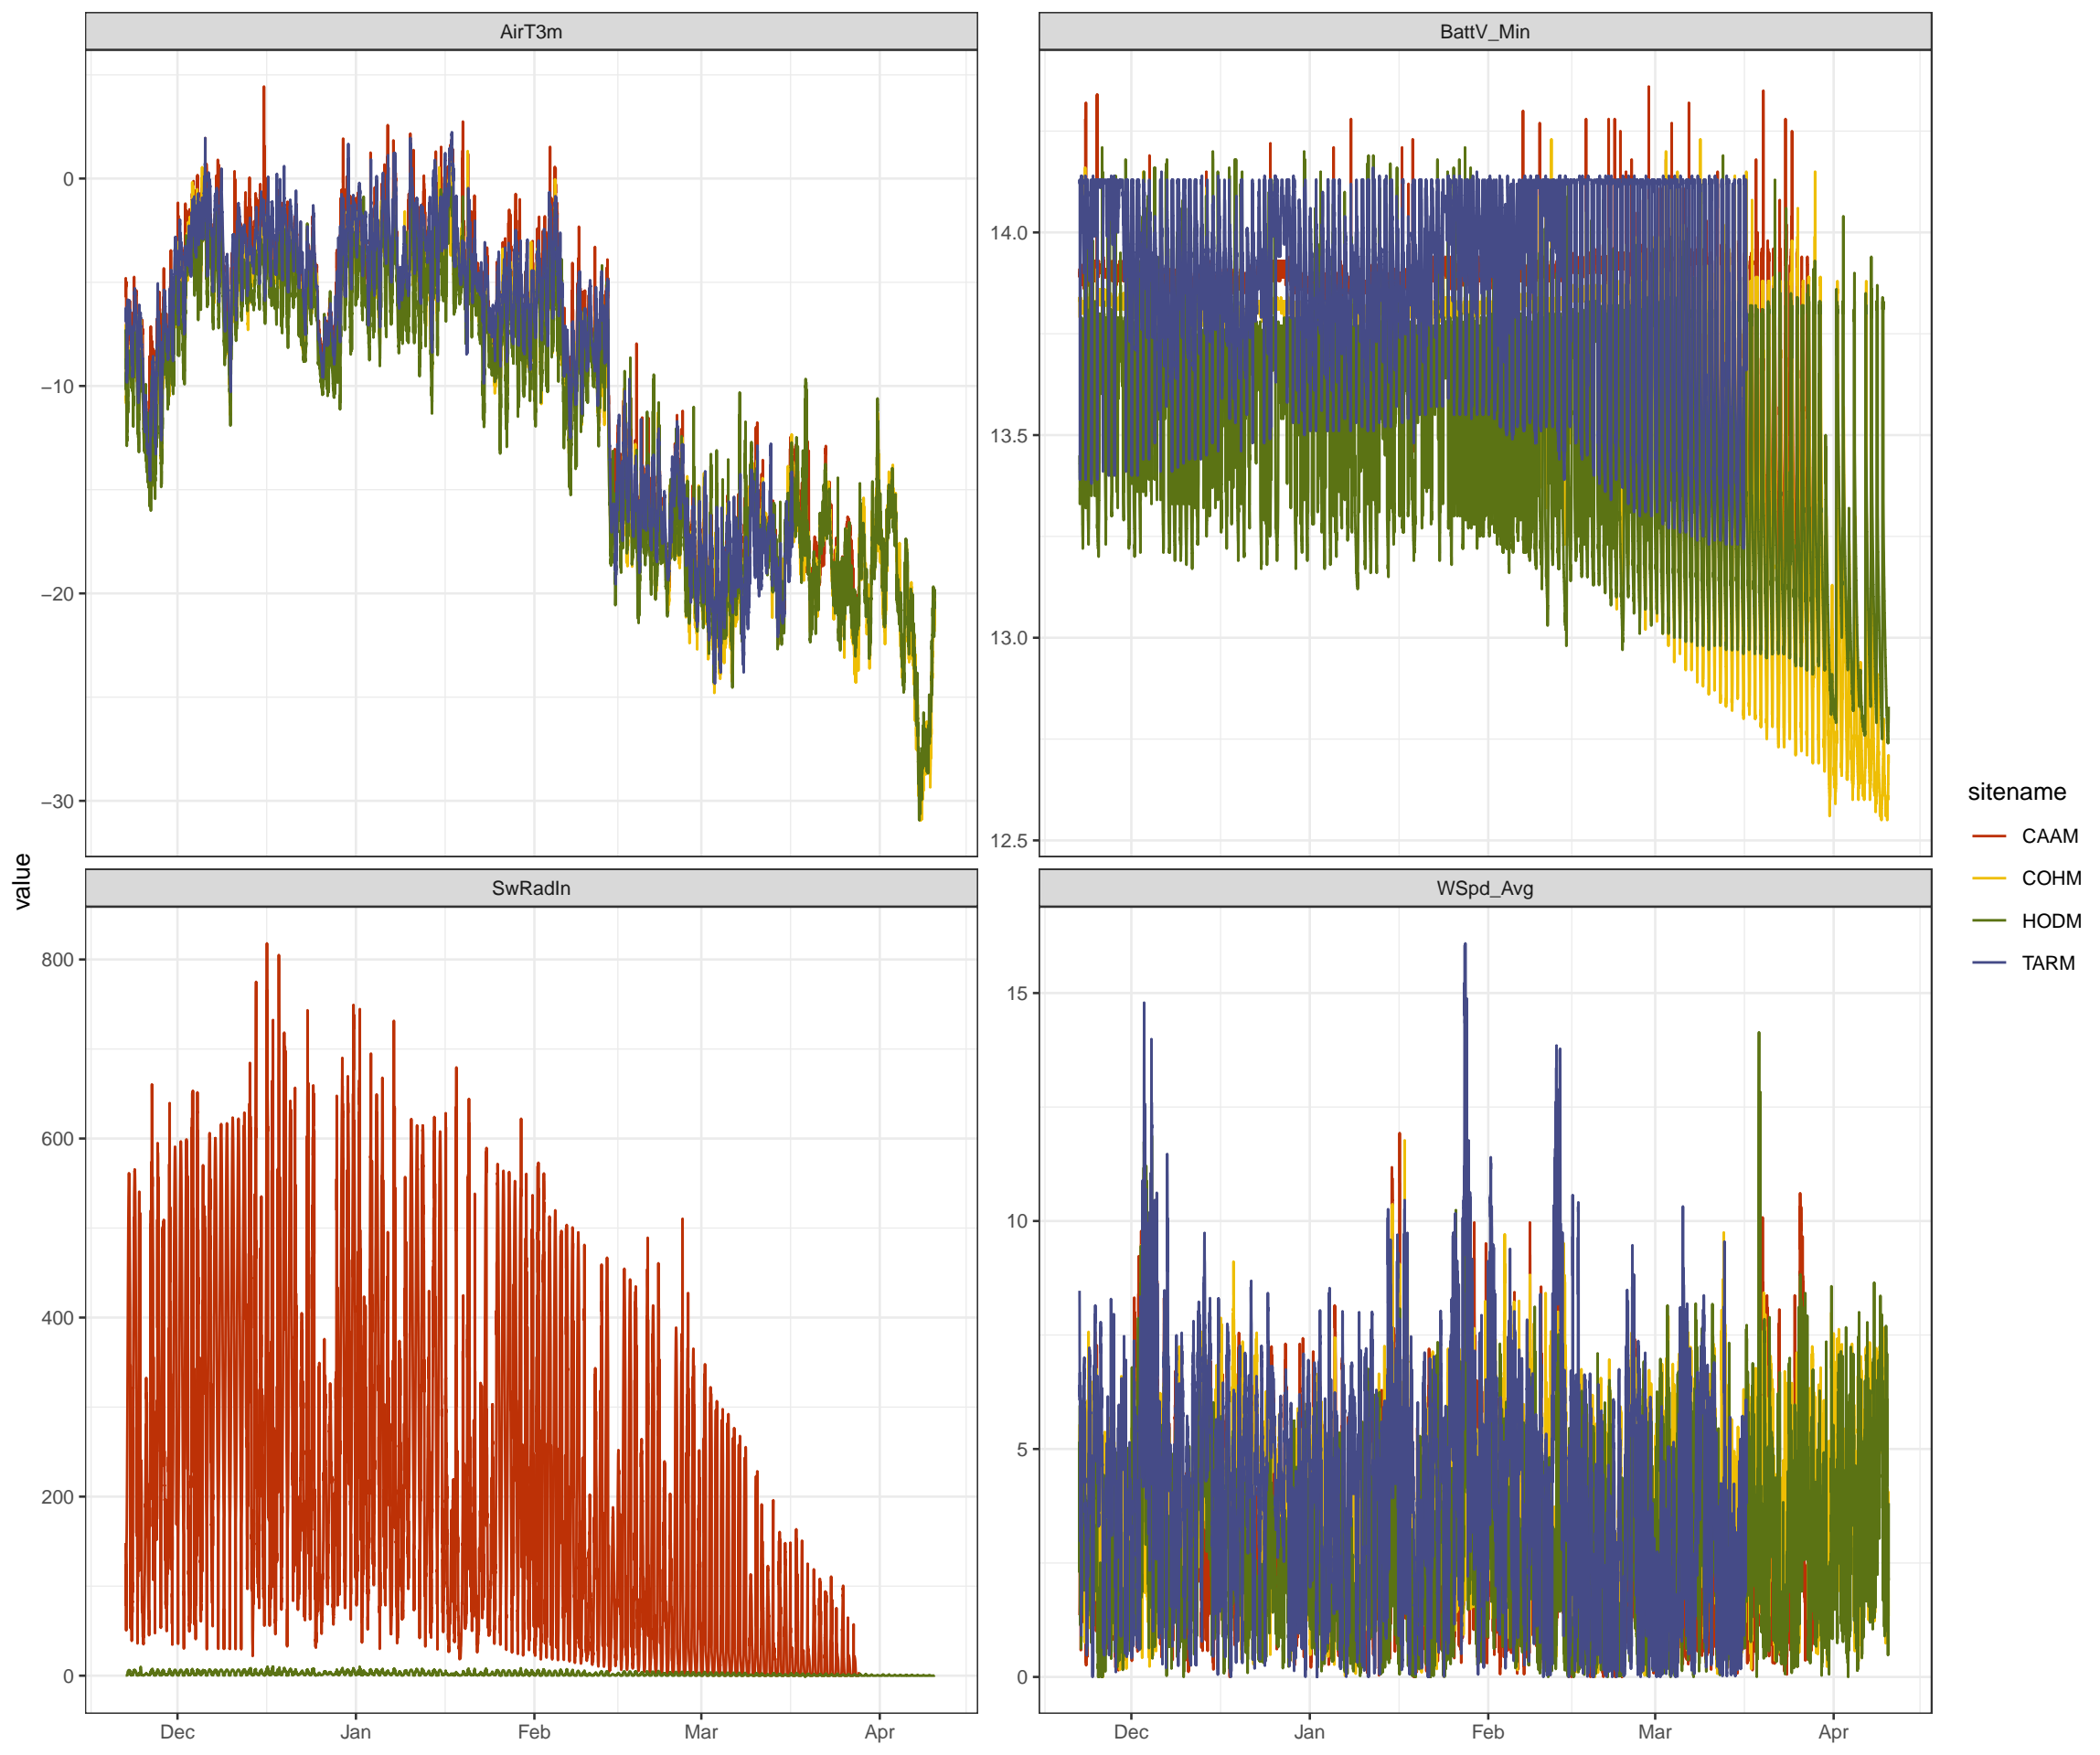 AirT3m
BattV_Min
0
−10
−20
−30
14.0
13.5
13.0
12.5
value
SwRadIn
WSpd_Avg
800
600
400
200
0
15
10
5
0
Dec
Jan
Feb
Mar
Apr
Dec
Jan
Feb
Mar
Apr
sitename
CAAM
COHM
HODM
TARM